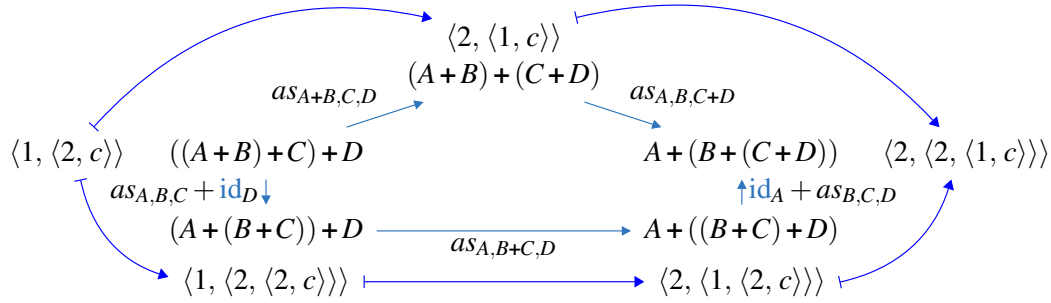 ⟨2, ⟨1, c⟩⟩
(A+B)+(C+D)
as_{A+B,C,D}
as_{A,B,C+D}
⟨1, ⟨2, c⟩⟩ ((A+B)+C)+D A+(B+(C+D)) ⟨2, ⟨2, ⟨1, c⟩⟩⟩
as_{A,B,C} + id_D id_A + as_{B,C,D}
(A+(B+C))+D A+((B+C)+D)
as_{A,B+C,D}
⟨1, ⟨2, ⟨2, c⟩⟩⟩ ⟨2, ⟨1, ⟨2, c⟩⟩⟩